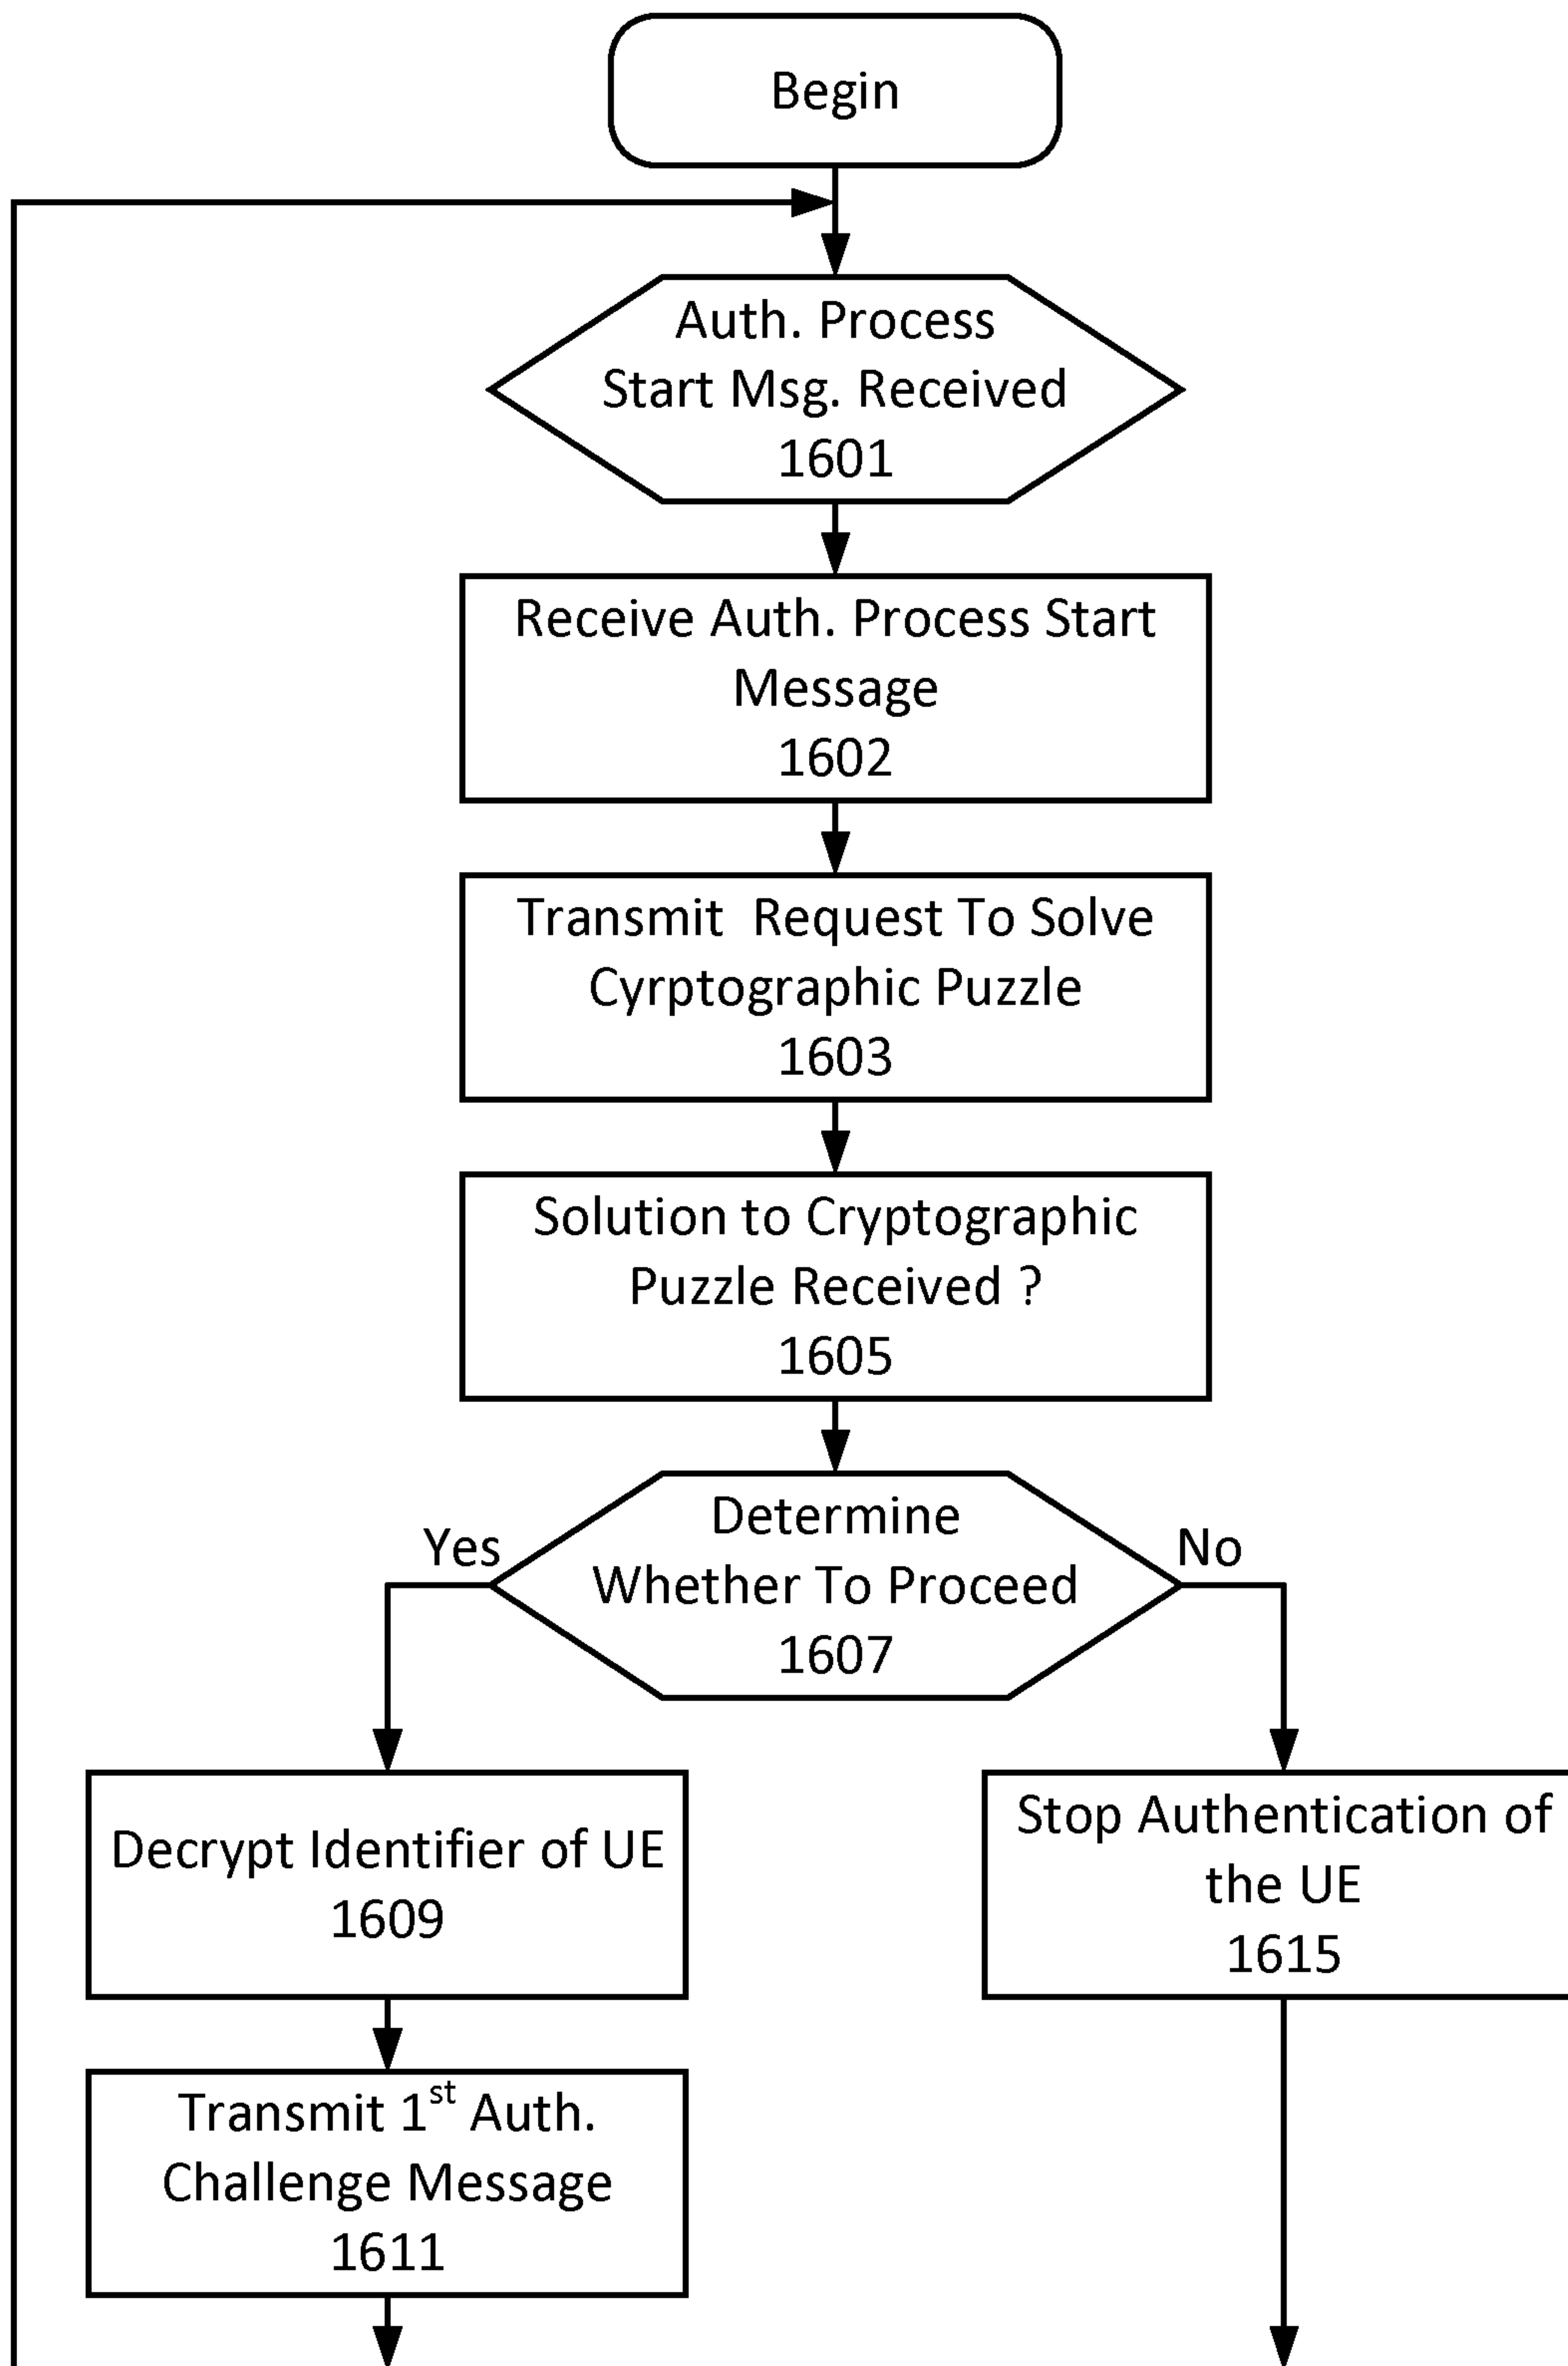 Begin
Auth. Process
Start Msg. Received
1601
Receive Auth. Process Start
Message
1602
Transmit Request To Solve
Cyrptographic Puzzle
1603
Solution to Cryptographic
Puzzle Received ?
1605
Determine
Whether To Proceed
1607
Yes
No
Decrypt Identifier of UE
1609
Stop Authentication of
the UE
1615
Transmit 1st Auth.
Challenge Message
1611